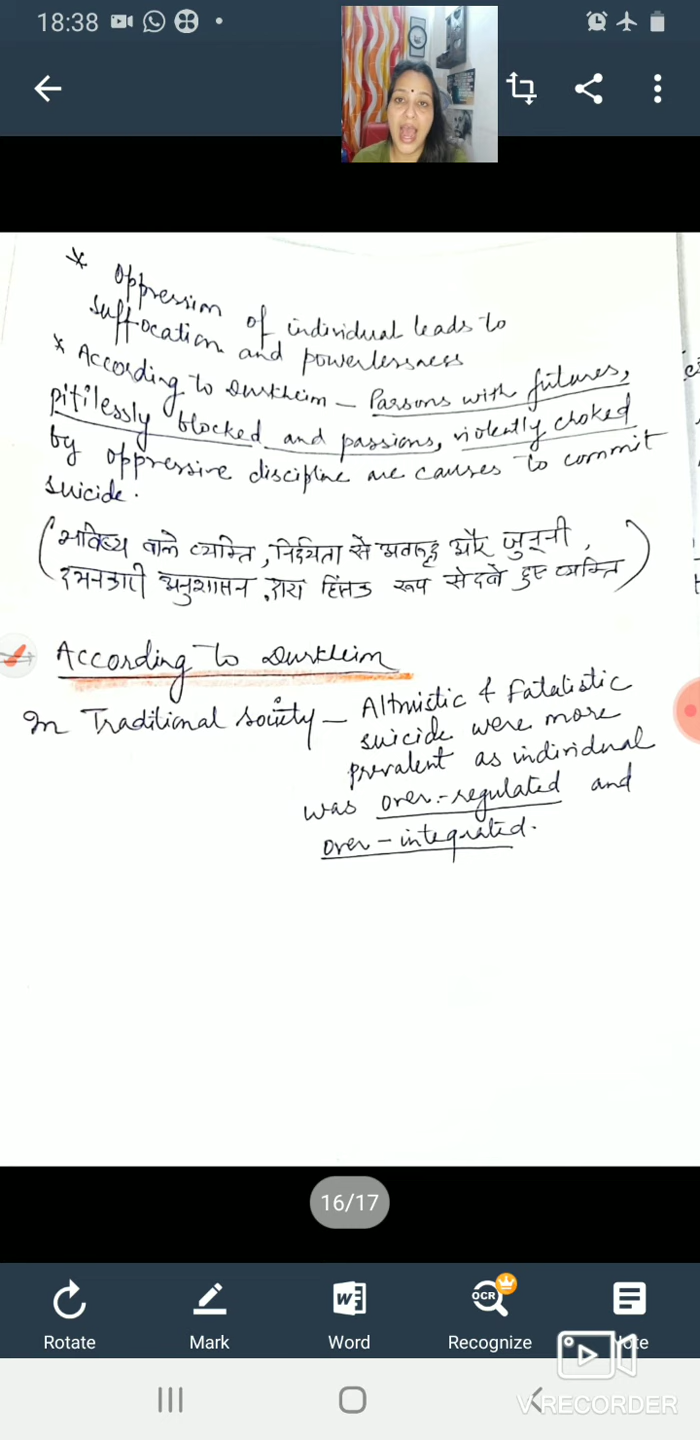 18:38
* Oppression of individual leads to
suffocation and powerlessness
* According to Durkheim – Parsons with futures,
pitilessly blocked and passions, violently choked
by oppressive discipline are causes to commit
suicide.
(भविष्य वाले व्यक्ति, निर्दयता से अवरूद्ध और जुनूनी,
दमनकारी अनुशासन द्वारा हिंसक रूप से दबे हुए व्यक्ति)
According to Durkheim
In Traditional society – Altruistic & Fatalistic
suicide were more
prevalent as individual
was over-regulated and
over-integrated.
16/17
W
OCR
Rotate Mark Word Recognize
VRECORDER